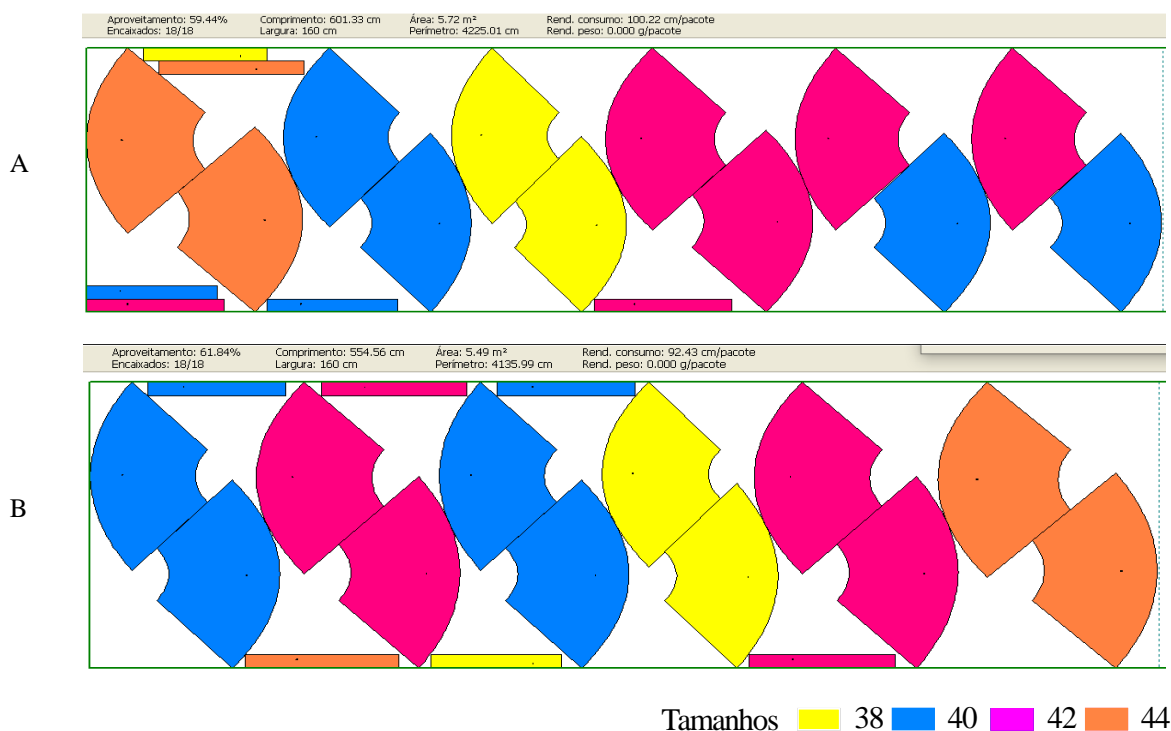 Aproveitamento: 59.44% Comprimento: 601.33 cm Área: 5.72 m² Rend. consumo: 100.22 cm/pacote
Encaixados: 18/18 Largura: 160 cm Perímetro: 4225.01 cm Rend. peso: 0.000 g/pacote
A
Aproveitamento: 61.84% Comprimento: 554.56 cm Área: 5.49 m² Rend. consumo: 92.43 cm/pacote
Encaixados: 18/18 Largura: 160 cm Perímetro: 4135.99 cm Rend. peso: 0.000 g/pacote
B
Tamanhos 38 40 42 44